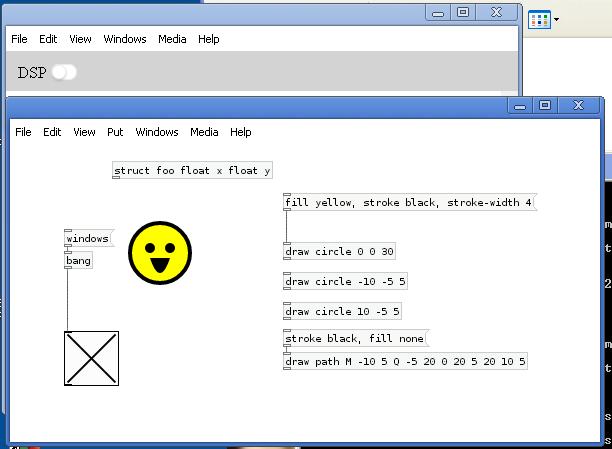 File Edit View Windows Media Help
DSP
File Edit View Put Windows Media Help
struct foo float x float y
fill yellow, stroke black, stroke-width 4
windows
bang
draw circle 0 0 30
draw circle -10 -5 5
draw circle 10 -5 5
stroke black, fill none
draw path M -10 5 Q -5 20 0 20 5 20 10 5